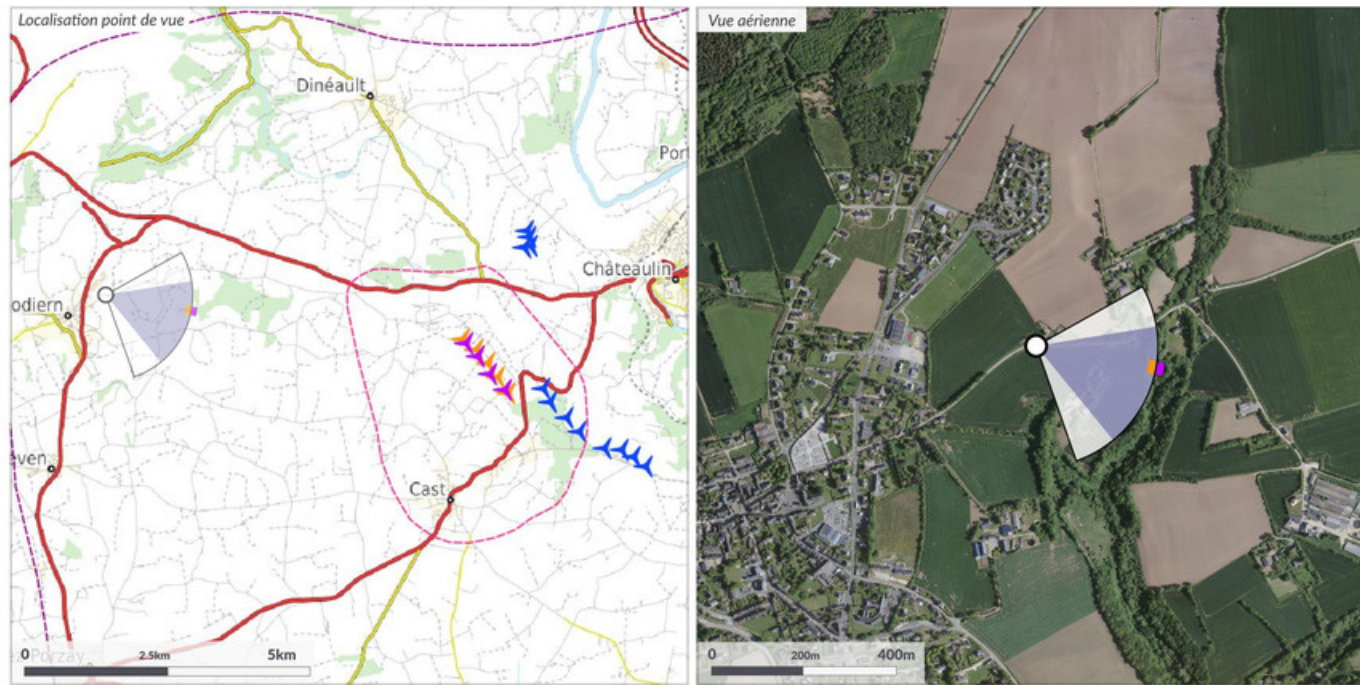 Localisation point de vue
Vue aérienne
Dinéault
Port
Châteaulin
odiern
ven
Cast
Porzay
0
2.5km
5km
0
200m
400m